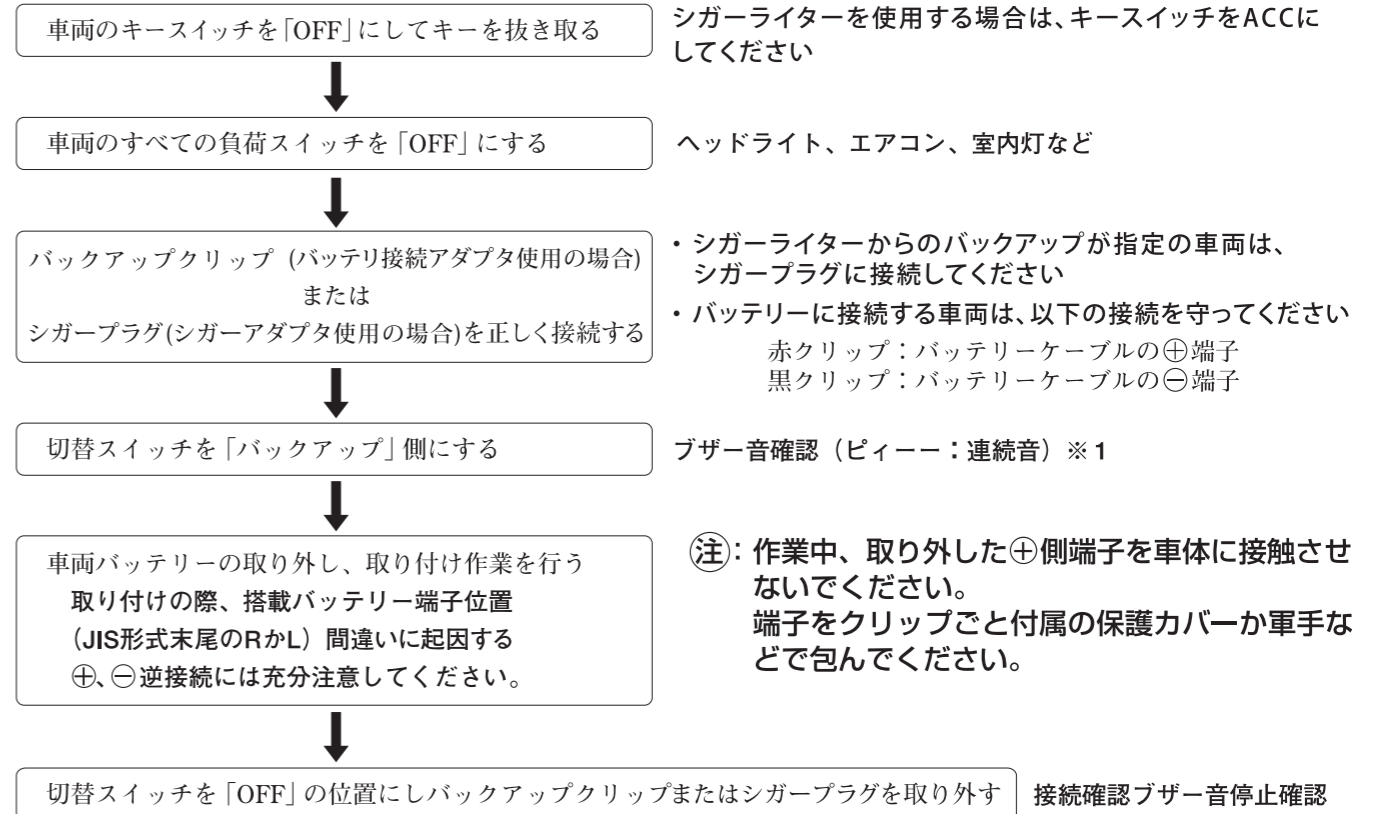 車両のキースイッチを「OFF」にしてキーを抜き取る
シガーライターを使用する場合は、キースイッチをACCに
してください
車両のすべての負荷スイッチを「OFF」にする
ヘッドライト、エアコン、室内灯など
バックアップクリップ (バッテリ接続アダプタ使用の場合)
または
シガープラグ(シガーアダプタ使用の場合)を正しく接続する
・シガーライターからのバックアップが指定の車両は、
シガープラグに接続してください
・バッテリーに接続する車両は、以下の接続を守ってください
赤クリップ：バッテリーケーブルの⊕端子
黒クリップ：バッテリーケーブルの⊖端子
切替スイッチを「バックアップ」側にする
ブザー音確認（ピィーー：連続音）※1
車両バッテリーの取り外し、取り付け作業を行う
取り付けの際、搭載バッテリー端子位置
（JIS形式末尾のRかL）間違いに起因する
⊕、⊖逆接続には充分注意してください。
㊟：作業中、取り外した⊕側端子を車体に接触させ
ないでください。
端子をクリップごと付属の保護カバーか軍手な
どで包んでください。
切替スイッチを「OFF」の位置にしバックアップクリップまたはシガープラグを取り外す
接続確認ブザー音停止確認